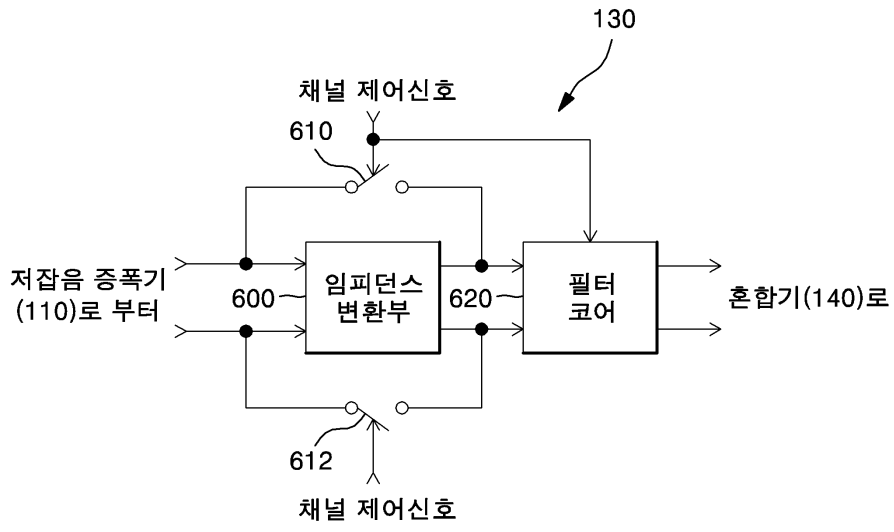 130
채널 제어신호
610
저잡음 증폭기
(110)로 부터
600
임피던스
변환부
620
필터
코어
혼합기(140)로
612
채널 제어신호